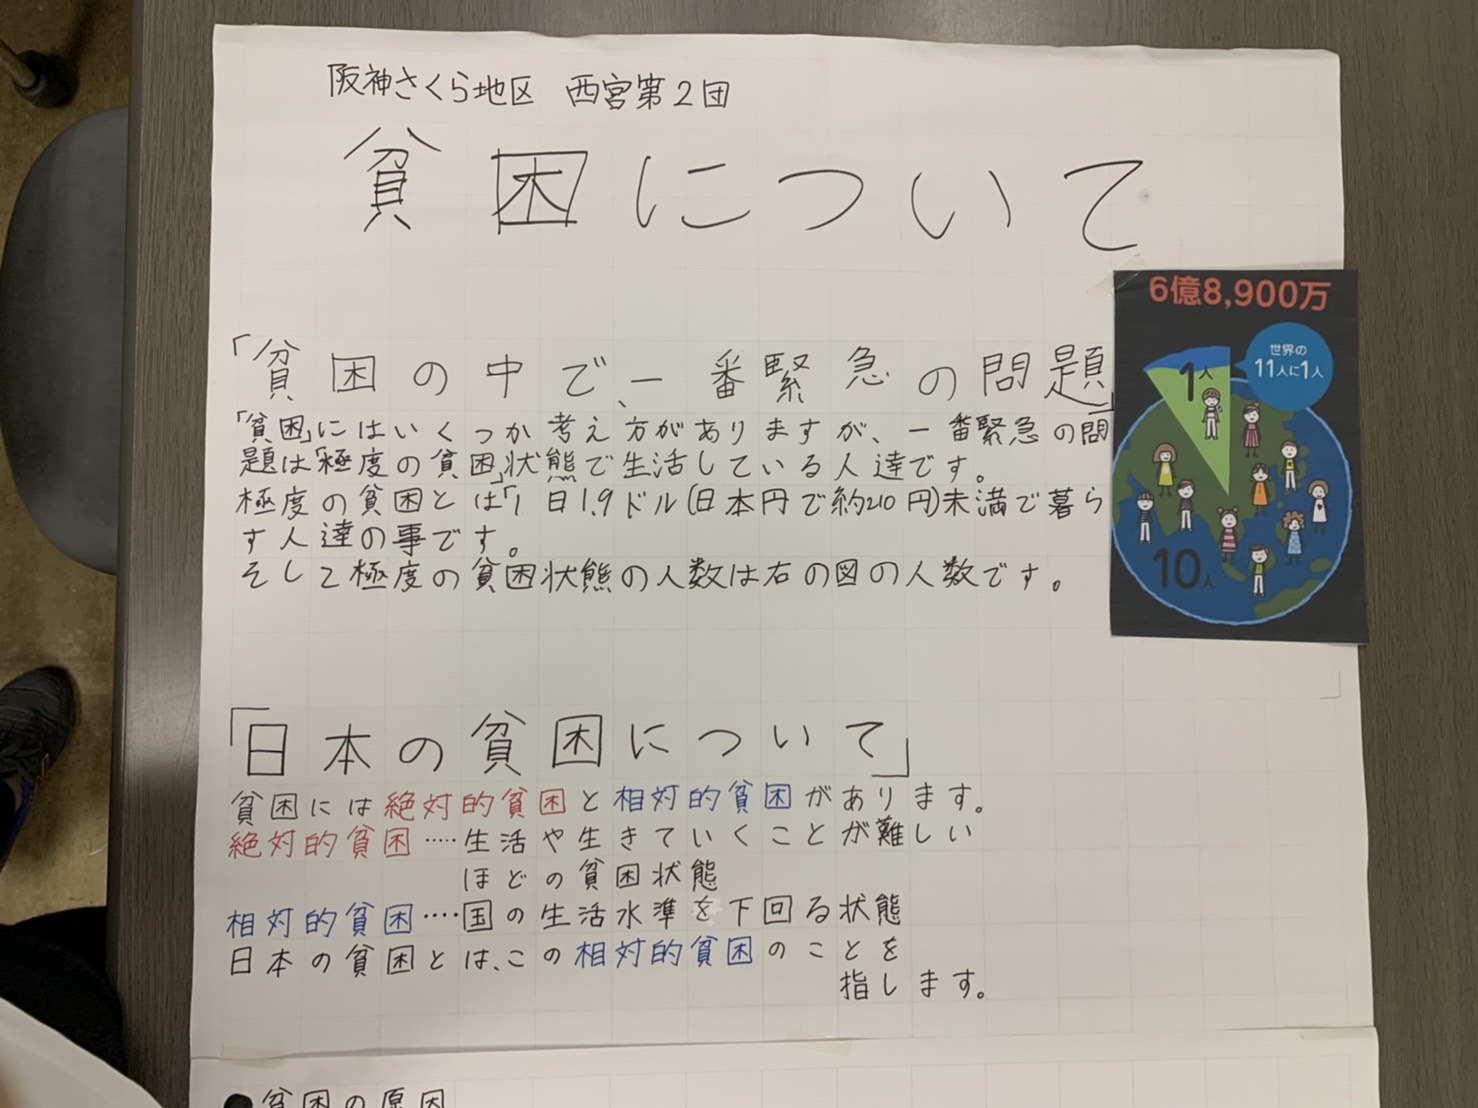 阪神さくら地区 西宮第2団
貧困について
「貧困の中で、一番緊急の問題」
「貧困」にはいくつか考え方がありますが、一番緊急の問
題は「極度の貧困」状態で生活している人達です。
極度の貧困とは「1日1.9ドル(日本円で約210円)未満で暮ら
す人達の事です。
そして極度の貧困状態の人数は右の図の人数です。
6億8,900万
世界の
11人に1人
1人
10人
「日本の貧困について」
貧困には絶対的貧困と相対的貧困があります。
絶対的貧困‥‥生活や生きていくことが難しい
ほどの貧困状態
相対的貧困‥‥国の生活水準を下回る状態
日本の貧困とは、この相対的貧困のことを
指します。
●貧困の原因